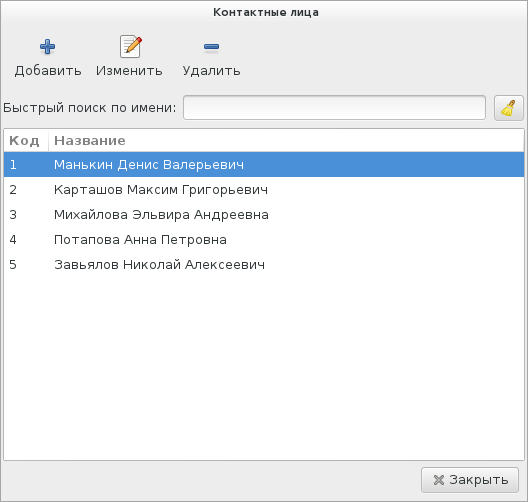 Контактные лица
Добавить Изменить Удалить
Быстрый поиск по имени:
Код Название
1 Манькин Денис Валерьевич
2 Карташов Максим Григорьевич
3 Михайлова Эльвира Андреевна
4 Потапова Анна Петровна
5 Завьялов Николай Алексеевич
Закрыть